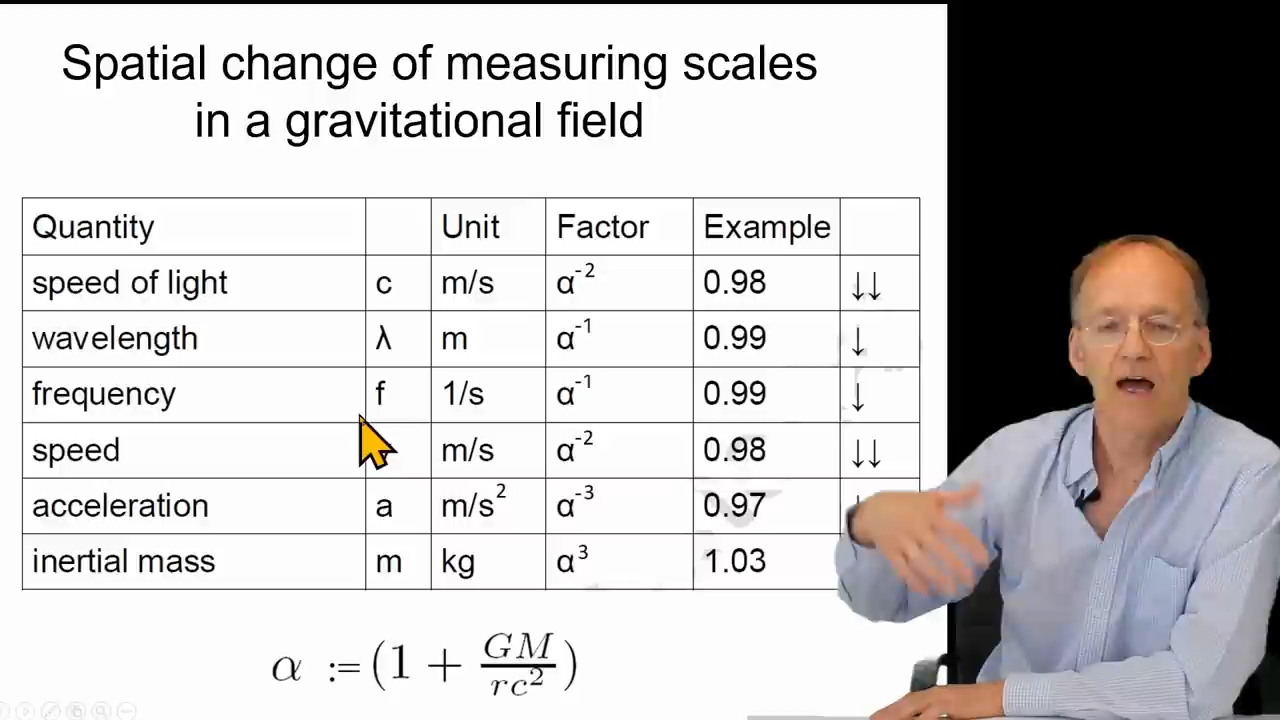 Spatial change of measuring scales
in a gravitational field
Quantity Unit Factor Example
speed of light c m/s α⁻² 0.98 ↓↓
wavelength λ m α⁻¹ 0.99 ↓
frequency f 1/s α⁻¹ 0.99 ↓
speed m/s α⁻² 0.98 ↓↓
acceleration a m/s² α⁻³ 0.97
inertial mass m kg α³ 1.03
α := (1 + GM/rc²)